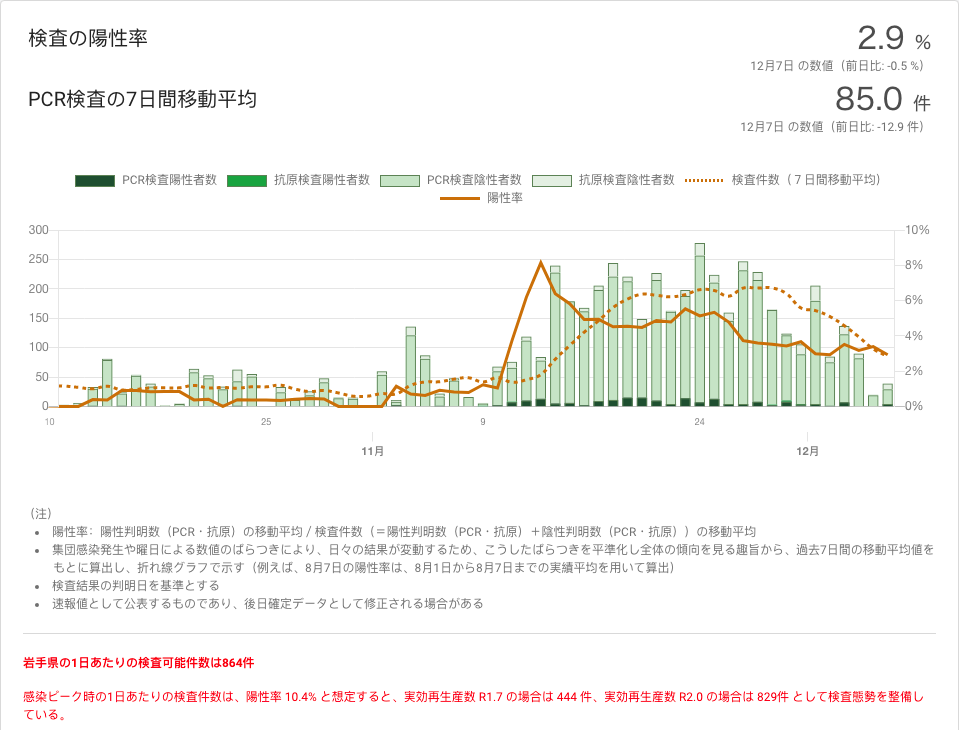 検査の陽性率
2.9 %
12月7日 の数値（前日比: -0.5 %）
PCR検査の7日間移動平均
85.0 件
12月7日 の数値（前日比: -12.9 件）
PCR検査陽性者数 抗原検査陽性者数 PCR検査陰性者数 抗原検査陰性者数 検査件数（７日間移動平均）
陽性率
300 10%
250 8%
200 6%
150 4%
100 2%
50 0%
0
10 25 9 24
11月 12月
（注）
• 陽性率：陽性判明数（PCR・抗原）の移動平均 / 検査件数（＝陽性判明数（PCR・抗原）＋陰性判明数（PCR・抗原））の移動平均
• 集団感染発生や曜日による数値のばらつきにより、日々の結果が変動するため、こうしたばらつきを平準化し全体の傾向を見る趣旨から、過去7日間の移動平均値を
もとに算出し、折れ線グラフで示す（例えば、8月7日の陽性率は、8月1日から8月7日までの実績平均を用いて算出）
• 検査結果の判明日を基準とする
• 速報値として公表するものであり、後日確定データとして修正される場合がある
岩手県の1日あたりの検査可能件数は864件
感染ピーク時の1日あたりの検査件数は、陽性率 10.4% と想定すると、実効再生産数 R1.7 の場合は 444 件、実効再生産数 R2.0 の場合は 829件 として検査態勢を整備し
ている。